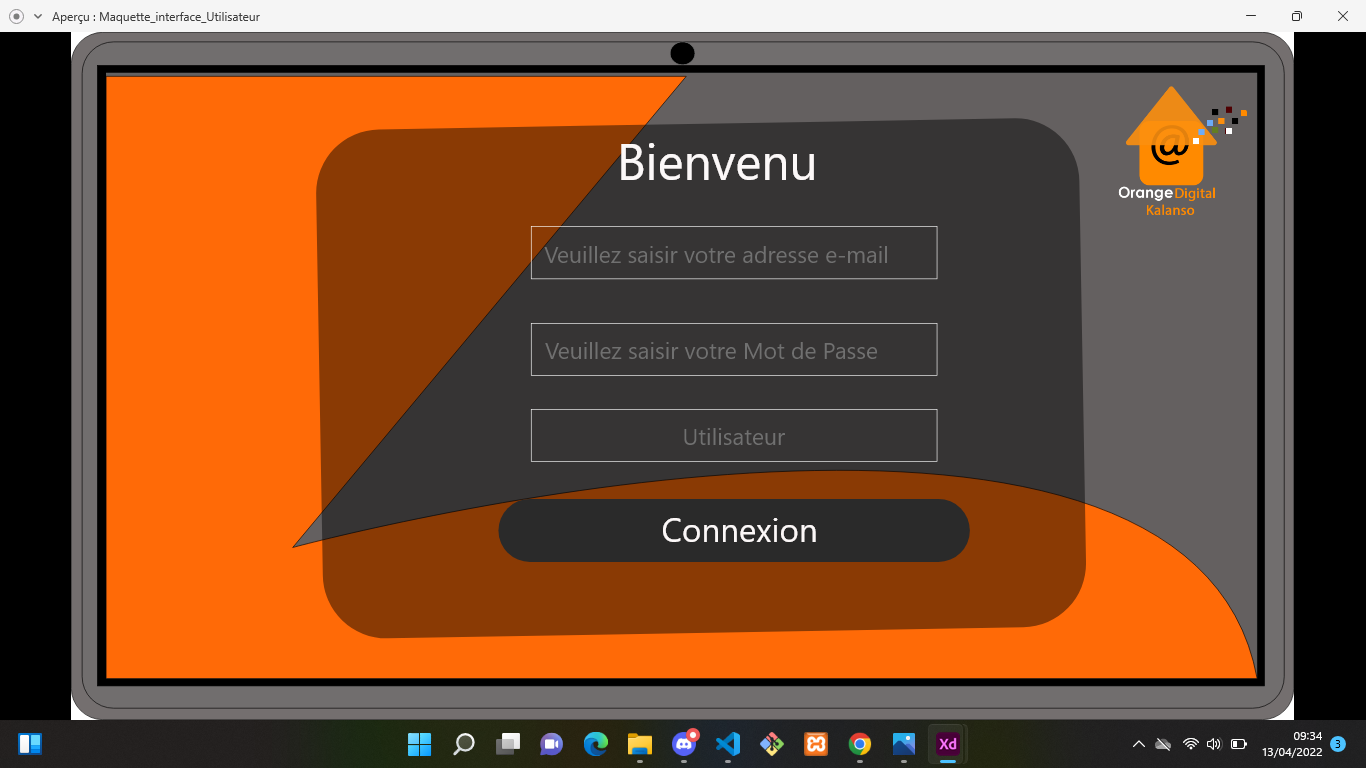 Aperçu : Maquette_interface_Utilisateur
@
OrangeDigital
Kalanso
Bienvenu
Veuillez saisir votre adresse e-mail
Veuillez saisir votre Mot de Passe
Utilisateur
Connexion
Xd
09:34
13/04/2022
3